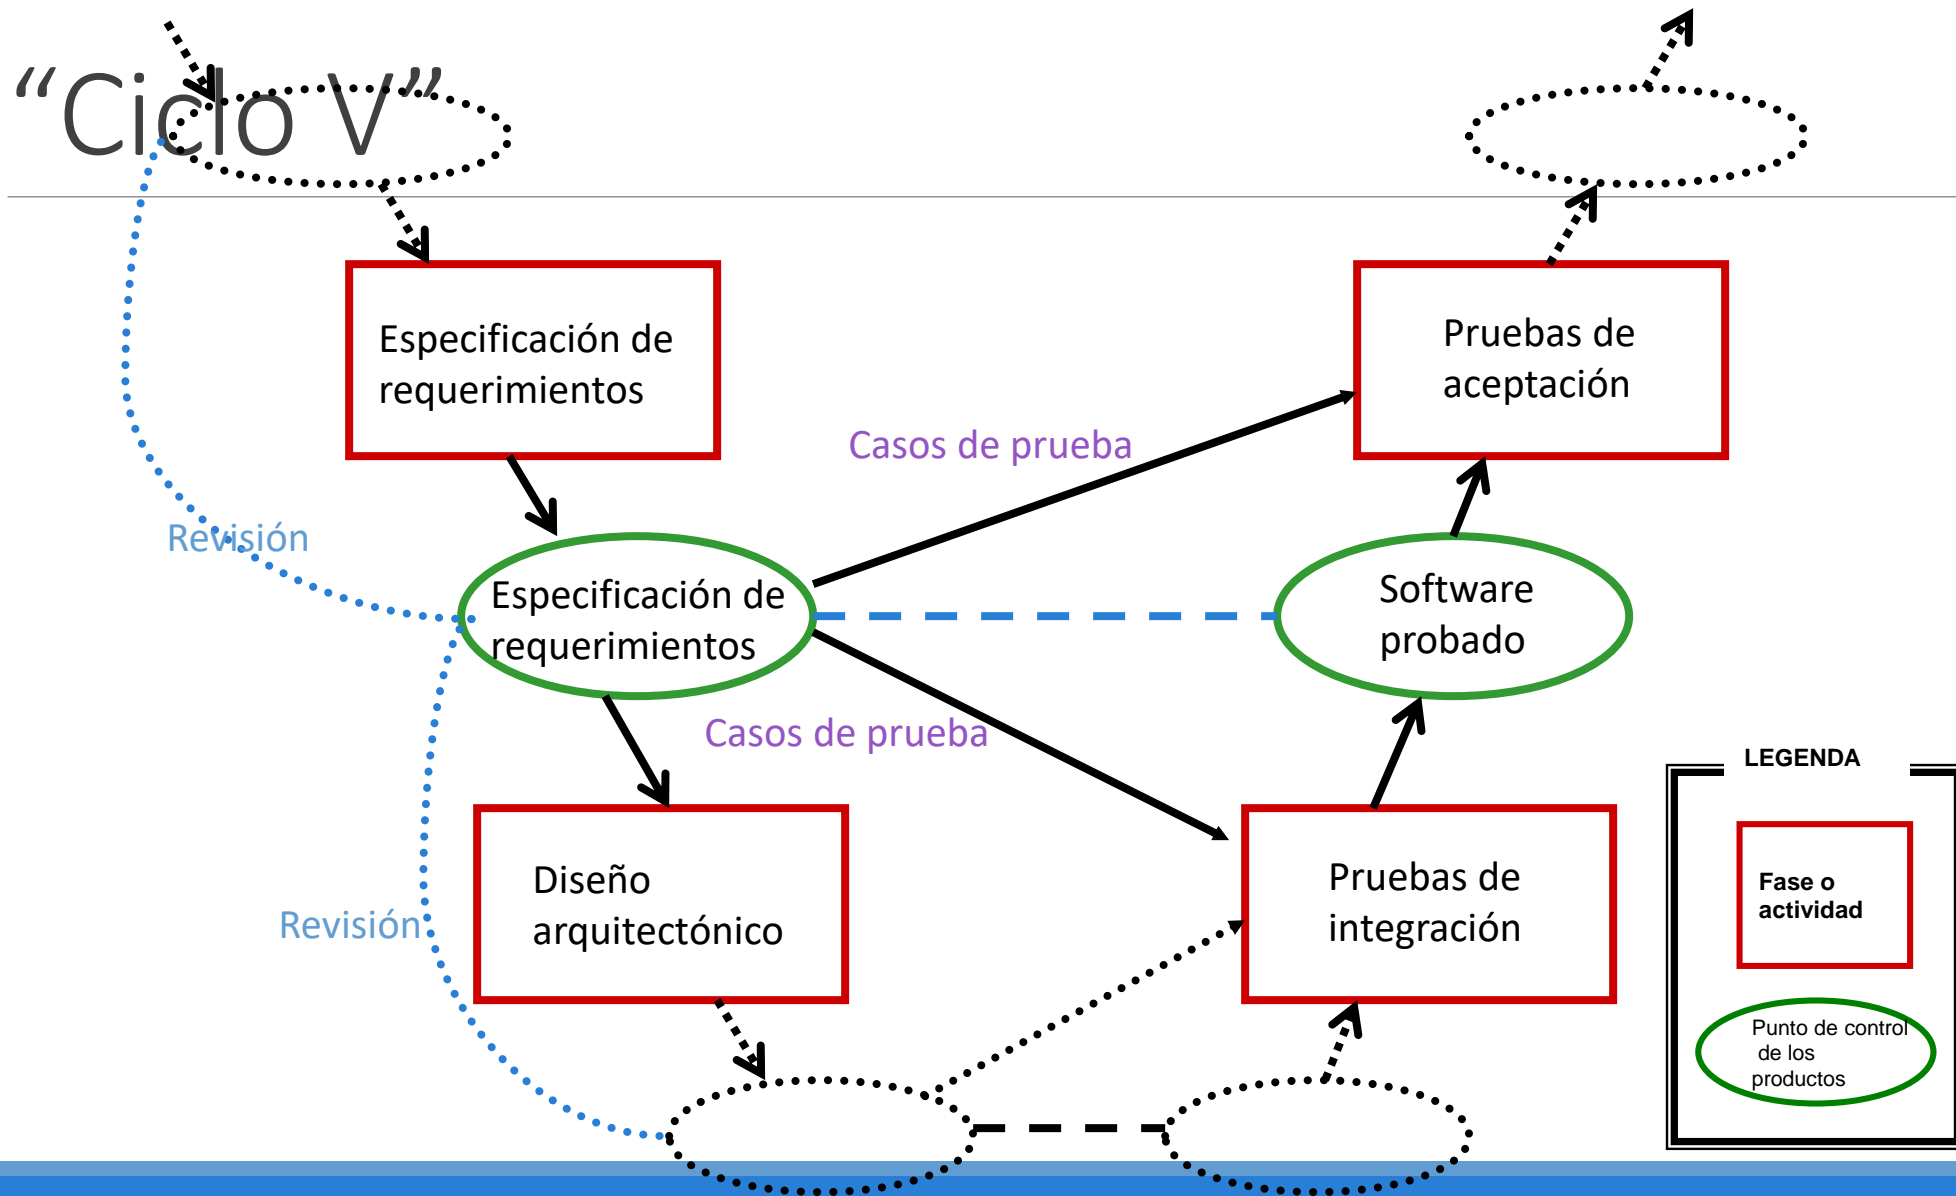 “Ciclo V”
Especificación de
requerimientos
Pruebas de
aceptación
Casos de prueba
Revisión
Especificación de
requerimientos
Software
probado
Casos de prueba
Diseño
arquitectónico
Revisión
Pruebas de
integración
LEGENDA
Fase o
actividad
Punto de control
de los
productos